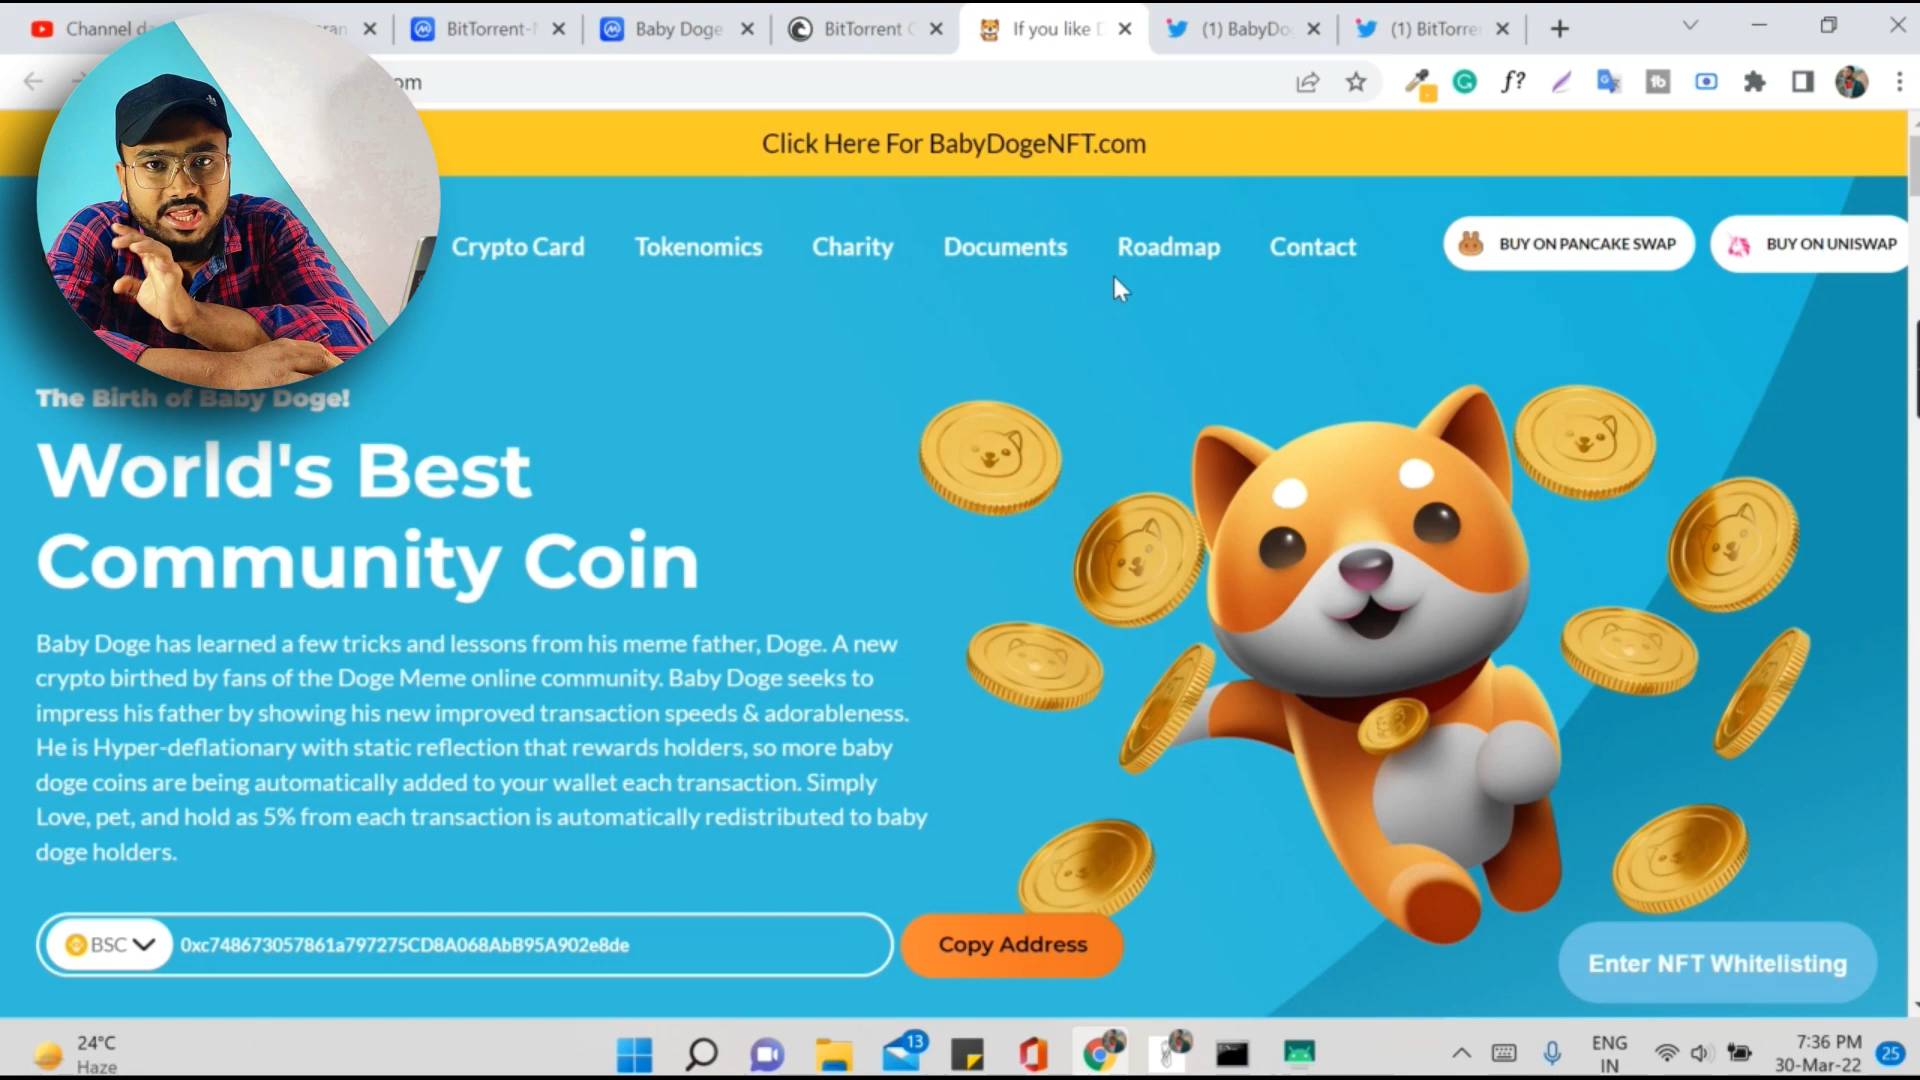 Channel d
BitTorrent-
Baby Doge
BitTorrent C
If you like D
(1) BabyDo
(1) BitTorre
om
Click Here For BabyDogeNFT.com
Crypto Card
Tokenomics
Charity
Documents
Roadmap
Contact
BUY ON PANCAKE SWAP
BUY ON UNISWAP
The Birth of Baby Doge!
World's Best
Community Coin
Baby Doge has learned a few tricks and lessons from his meme father, Doge. A new
crypto birthed by fans of the Doge Meme online community. Baby Doge seeks to
impress his father by showing his new improved transaction speeds & adorableness.
He is Hyper-deflationary with static reflection that rewards holders, so more baby
doge coins are being automatically added to your wallet each transaction. Simply
Love, pet, and hold as 5% from each transaction is automatically redistributed to baby
doge holders.
BSC
0xc748673057861a797275CD8A068AbB95A902e8de
Copy Address
Enter NFT Whitelisting
24°C
Haze
13
ENG
IN
7:36 PM
30-Mar-22
25